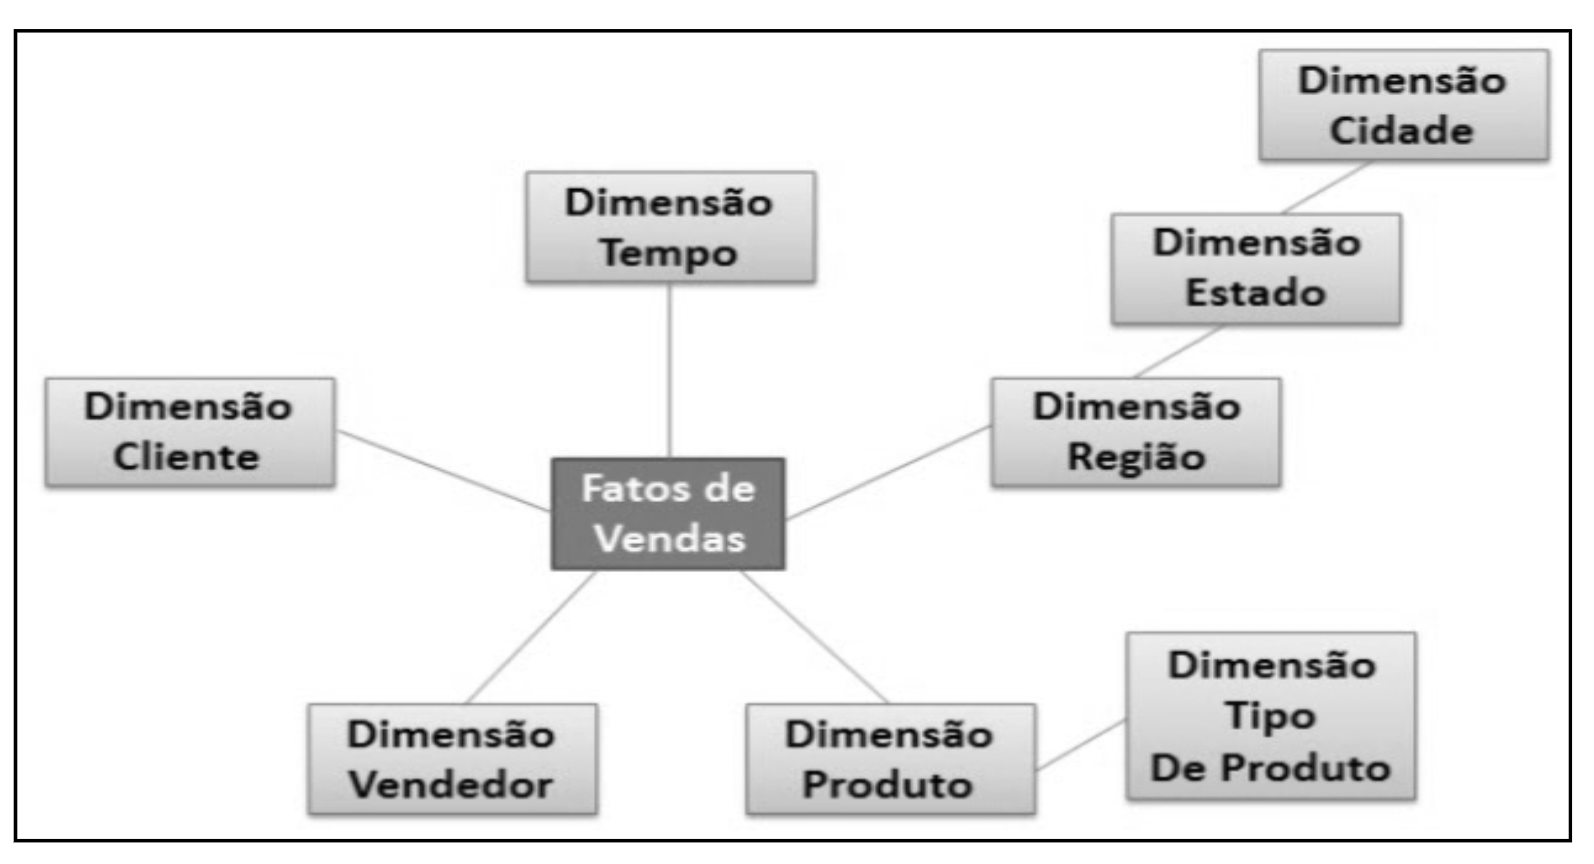 Dimensão
Cidade
Dimensão
Tempo
Dimensão
Estado
Dimensão
Cliente
Dimensão
Região
Fatos de
Vendas
Dimensão
Vendedor
Dimensão
Produto
Dimensão
Tipo
De Produto